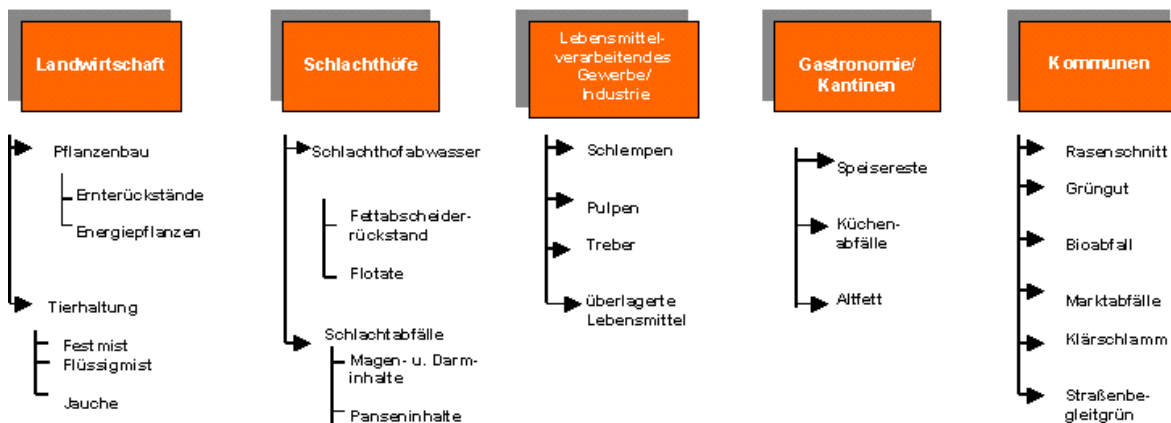 Landwirtschaft
Pflanzenbau
Ernterückstände
Energiepflanzen
Tierhaltung
Festmist
Flüssigmist
Jauche
Schlachthöfe
Schlachthofabwasser
Fettabscheider-
rückstand
Flotate
Schlachtabfälle
Magen- u. Darm-
inhalte
Panseninhalte
Lebensmittel-
verarbeitendes
Gewerbe/
Industrie
Schlempen
Pulpen
Treber
überlagerte
Lebensmittel
Gastronomie/
Kantinen
Speisereste
Küchen-
abfälle
Altfett
Kommunen
Rasenschnitt
Grüngut
Bioabfall
Marktabfälle
Klärschlamm
Straßenbe-
gleitgrün